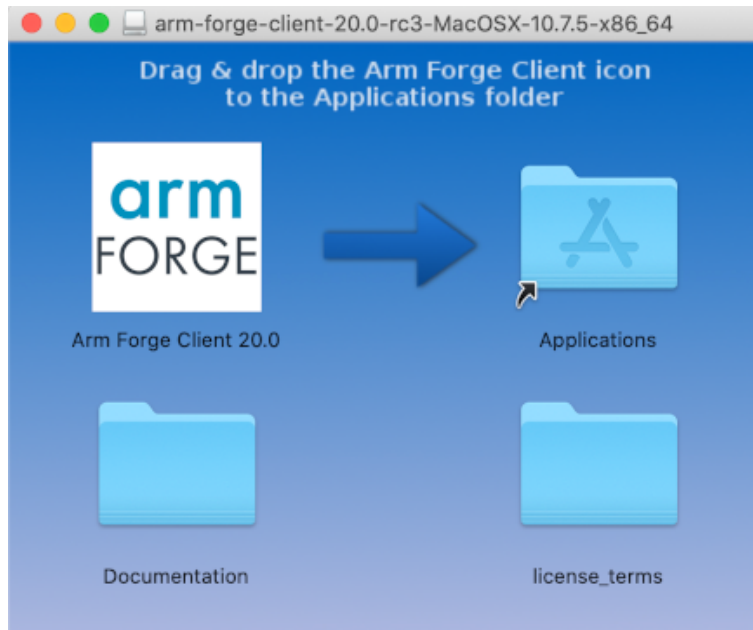 arm-forge-client-20.0-rc3-MacOSX-10.7.5-x86_64
Drag & drop the Arm Forge Client icon
to the Applications folder
arm
FORGE
Arm Forge Client 20.0
Applications
Documentation
license_terms